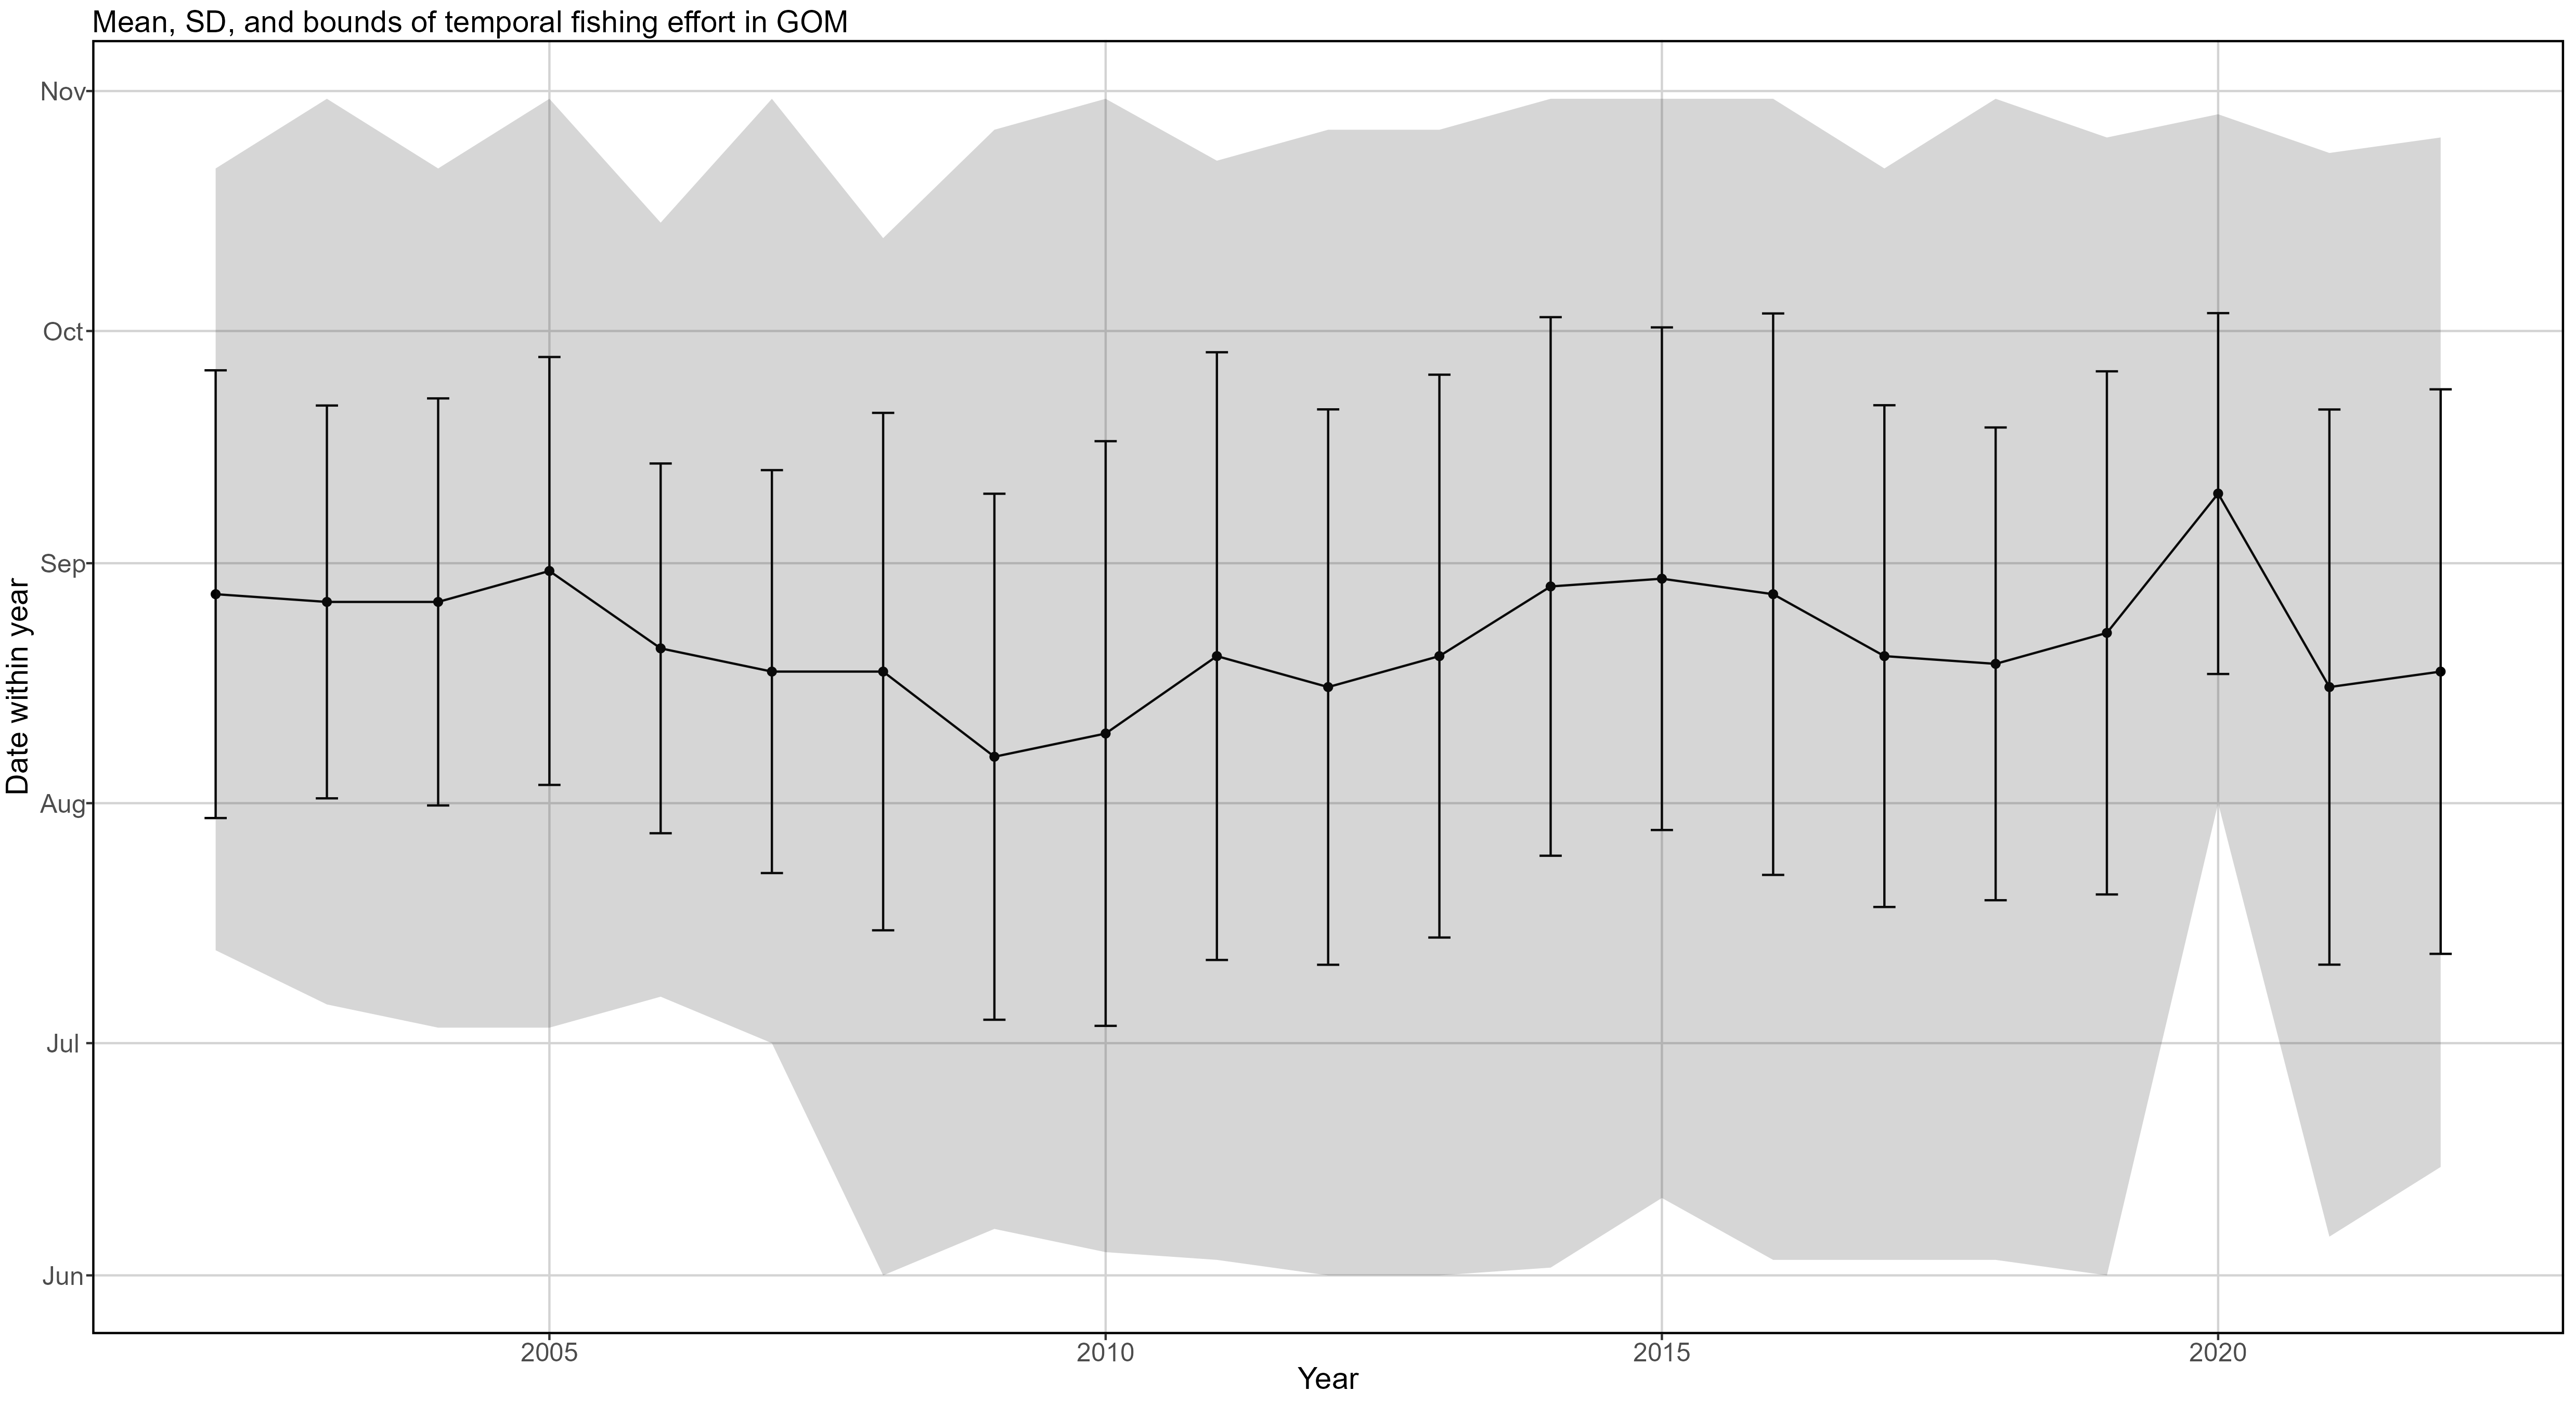 Mean, SD, and bounds of temporal fishing effort in GOM
Nov
Oct
Sep
Aug
Jul
Jun
Date within year
2005
2010
2015
2020
Year